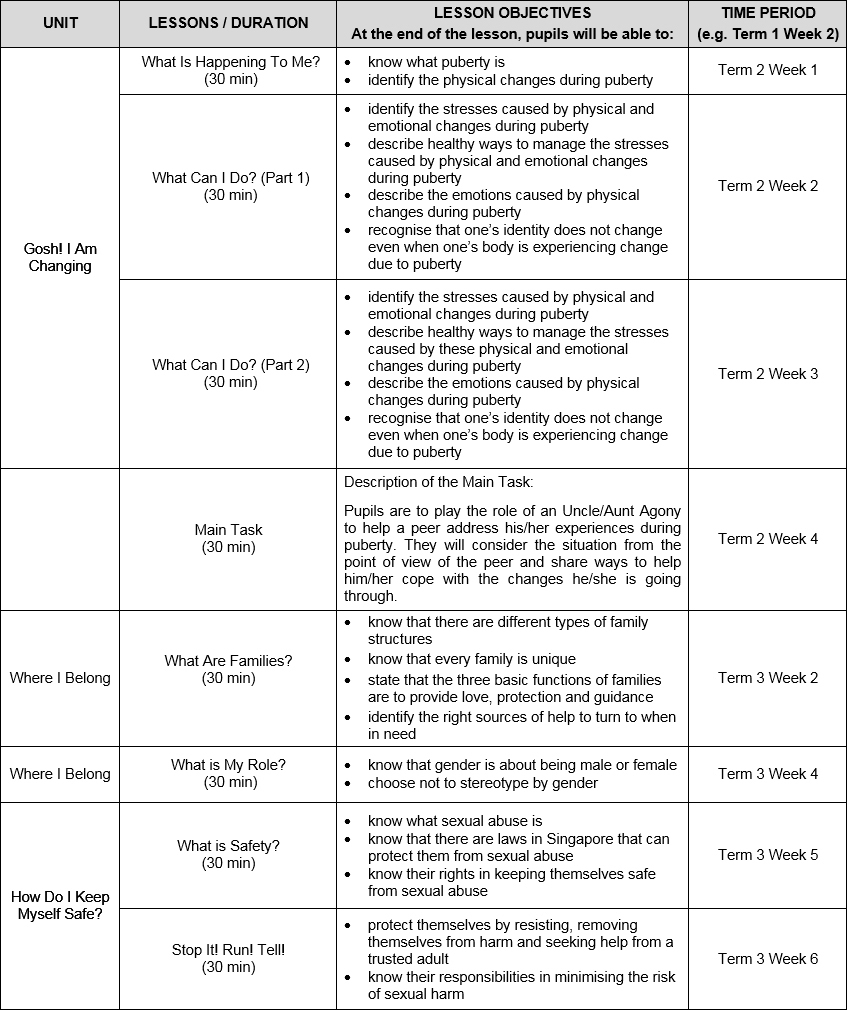 UNIT
LESSONS / DURATION
LESSON OBJECTIVES
At the end of the lesson, pupils will be able to:
TIME PERIOD
(e.g. Term 1 Week 2)
Gosh! I Am
Changing
What Is Happening To Me?
(30 min)
• know what puberty is
• identify the physical changes during puberty
Term 2 Week 1
What Can I Do? (Part 1)
(30 min)
• identify the stresses caused by physical and
emotional changes during puberty
• describe healthy ways to manage the stresses
caused by physical and emotional changes
during puberty
• describe the emotions caused by physical
changes during puberty
• recognise that one’s identity does not change
even when one’s body is experiencing change
due to puberty
Term 2 Week 2
What Can I Do? (Part 2)
(30 min)
• identify the stresses caused by physical and
emotional changes during puberty
• describe healthy ways to manage the stresses
caused by these physical and emotional
changes during puberty
• describe the emotions caused by physical
changes during puberty
• recognise that one’s identity does not change
even when one’s body is experiencing change
due to puberty
Term 2 Week 3
Main Task
(30 min)
Description of the Main Task:
Pupils are to play the role of an Uncle/Aunt Agony
to help a peer address his/her experiences during
puberty. They will consider the situation from the
point of view of the peer and share ways to help
him/her cope with the changes he/she is going
through.
Term 2 Week 4
Where I Belong
What Are Families?
(30 min)
• know that there are different types of family
structures
• know that every family is unique
• state that the three basic functions of families
are to provide love, protection and guidance
• identify the right sources of help to turn to when
in need
Term 3 Week 2
Where I Belong
What is My Role?
(30 min)
• know that gender is about being male or female
• choose not to stereotype by gender
Term 3 Week 4
How Do I Keep
Myself Safe?
What is Safety?
(30 min)
• know what sexual abuse is
• know that there are laws in Singapore that can
protect them from sexual abuse
• know their rights in keeping themselves safe
from sexual abuse
Term 3 Week 5
Stop It! Run! Tell!
(30 min)
• protect themselves by resisting, removing
themselves from harm and seeking help from a
trusted adult
• know their responsibilities in minimising the risk
of sexual harm
Term 3 Week 6